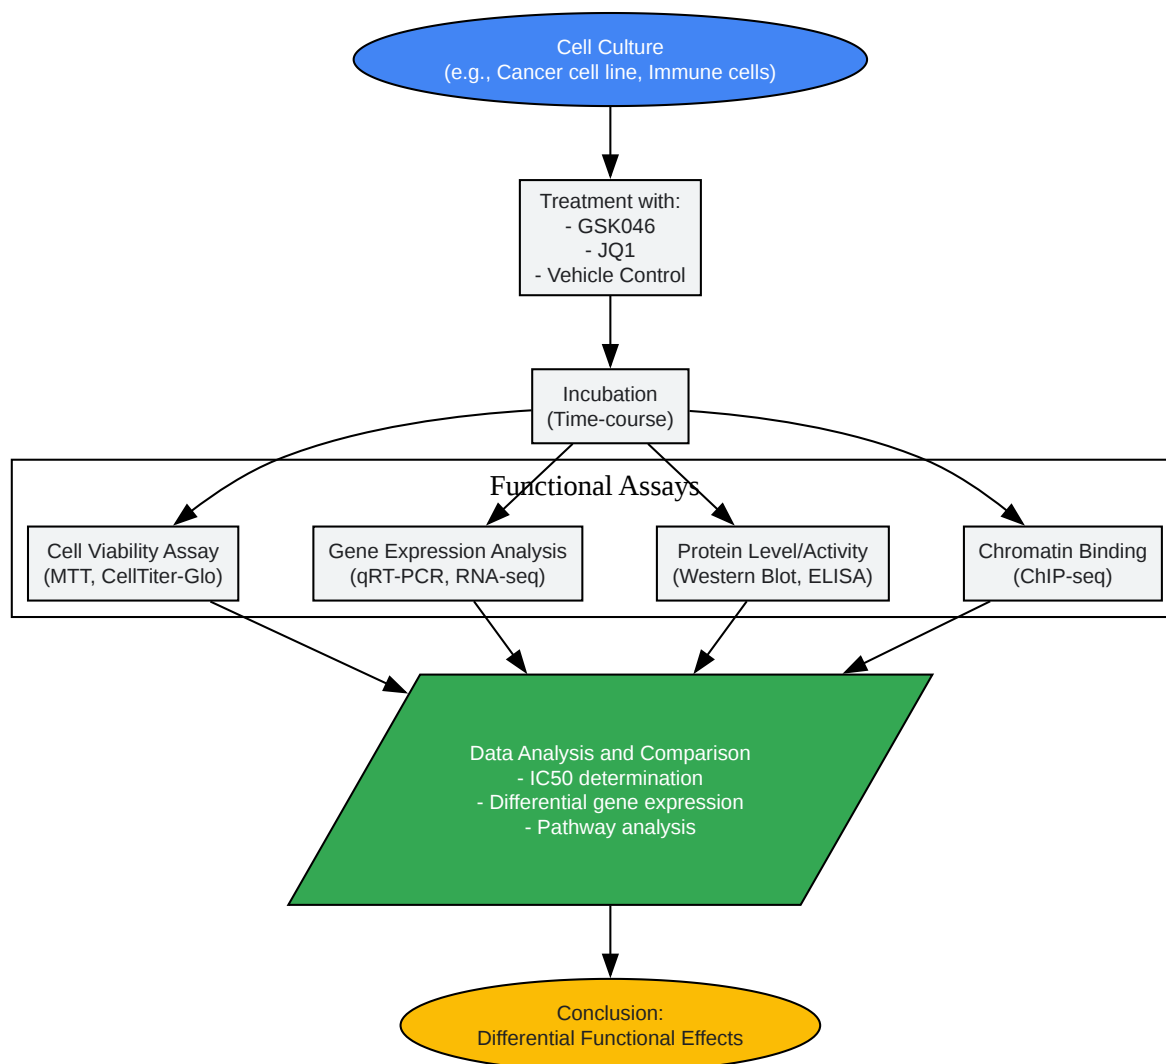 Cell Culture
(e.g., Cancer cell line, Immune cells)
Treatment with:
- GSK046
- JQ1
- Vehicle Control
Incubation
(Time-course)
Functional Assays
Cell Viability Assay
(MTT, CellTiter-Glo)
Gene Expression Analysis
(qRT-PCR, RNA-seq)
Protein Level/Activity
(Western Blot, ELISA)
Chromatin Binding
(ChIP-seq)
Data Analysis and Comparison
- IC50 determination
- Differential gene expression
- Pathway analysis
Conclusion:
Differential Functional Effects